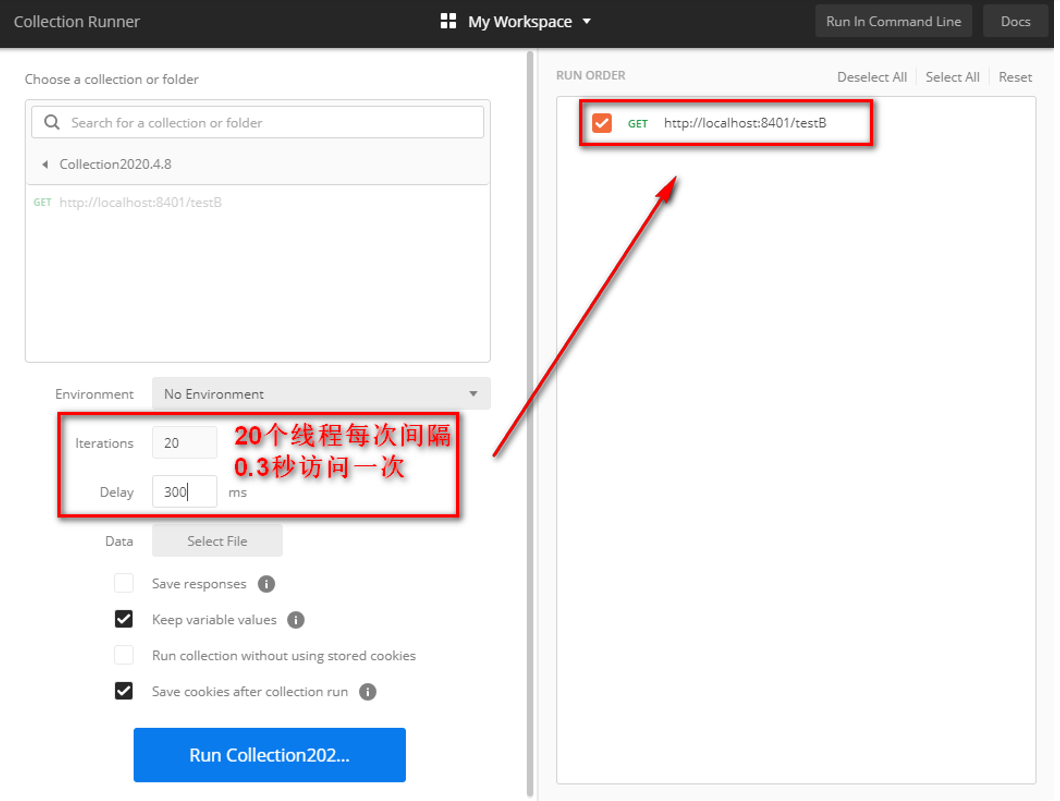 Collection Runner
My Workspace
Run In Command Line
Docs
Choose a collection or folder
Search for a collection or folder
Collection2020.4.8
GET http://localhost:8401/testB
Environment No Environment
Iterations 20
Delay 300 ms
20个线程每次间隔
0.3秒访问一次
Data Select File
Save responses
Keep variable values
Run collection without using stored cookies
Save cookies after collection run
Run Collection202...
RUN ORDER
Deselect All Select All Reset
GET http://localhost:8401/testB